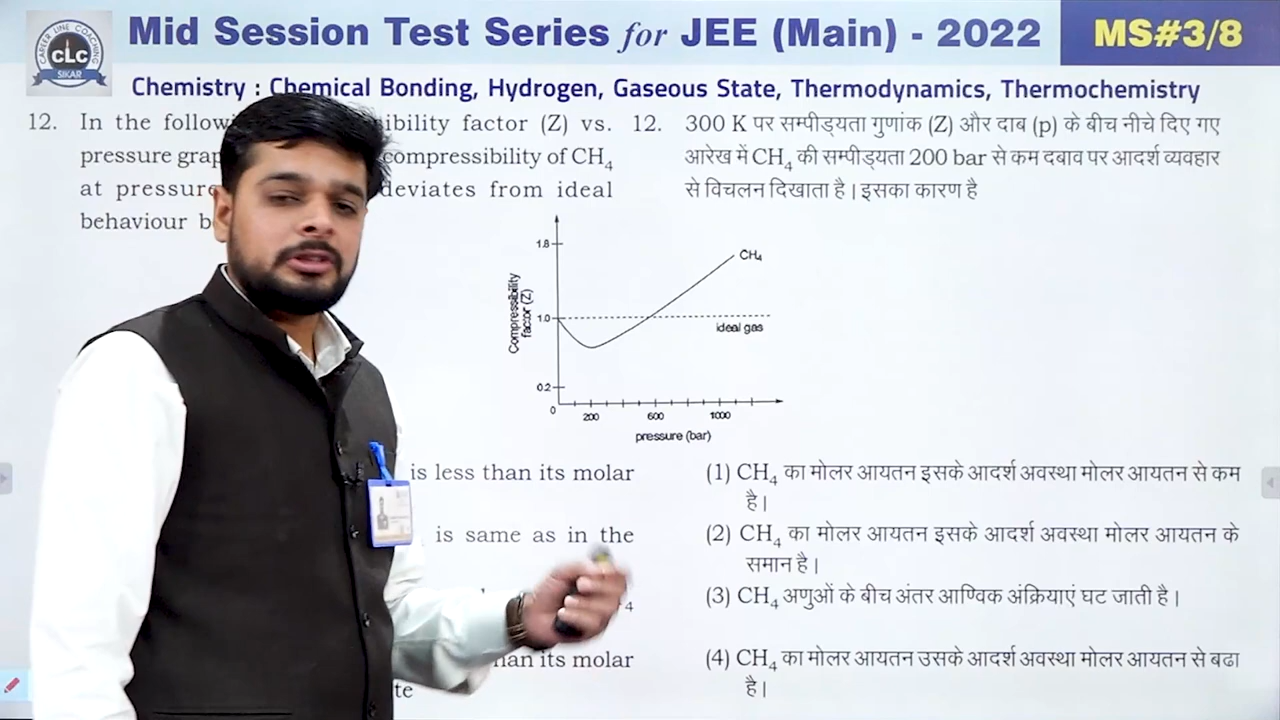 CAREER LINE COACHING
CLC
SIKAR
Mid Session Test Series for JEE (Main) - 2022
MS#3/8
Chemistry : Chemical Bonding, Hydrogen, Gaseous State, Thermodynamics, Thermochemistry
12. In the factor (Z) vs.
pressure compressibility of CH4
at deviates from ideal
behaviour
12. 300 K पर सम्पीड्यता गुणांक (Z) और दाब (p) के बीच नीचे दिए गए
आरेख में CH4 की सम्पीड्यता 200 bar से कम दबाव पर आदर्श व्यवहार
से विचलन दिखाता है। इसका कारण है
1.8
CH4
Compressibility
factor (Z)
1.0
ideal gas
0.2
0
200
600
1000
pressure (bar)
is less than its molar
is same as in the
4
its molar
(1) CH4 का मोलर आयतन इसके आदर्श अवस्था मोलर आयतन से कम
है।
(2) CH4 का मोलर आयतन इसके आदर्श अवस्था मोलर आयतन के
समान है।
(3) CH4 अणुओं के बीच अंतर आण्विक अंक्रियाएं घट जाती है।
(4) CH4 का मोलर आयतन उसके आदर्श अवस्था मोलर आयतन से बढा
है।